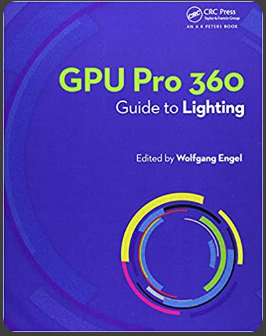 CRC Press
Taylor & Francis Group
AN A K PETERS BOOK
GPU Pro 360
Guide to Lighting
Edited by Wolfgang Engel